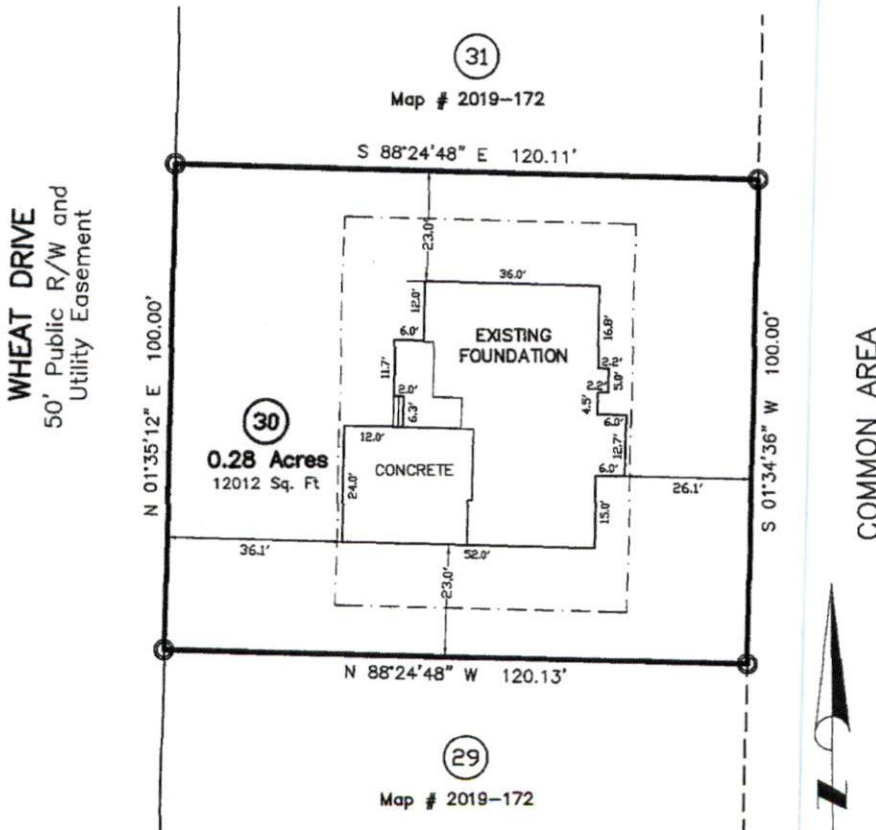 31
Map # 2019-172
S 88°24'48" E 120.11'
WHEAT DRIVE
50' Public R/W and
Utility Easement
N 01°35'12" E 100.00'
23.0'
36.0'
12.0'
6.0'
EXISTING
FOUNDATION
16.8'
2.2'
5.0'
2.2'
4.5'
6.0'
12.7'
6.0'
15.0'
26.1'
11.7'
2.0'
6.3'
12.0'
30
0.28 Acres
12012 Sq. Ft
CONCRETE
24.0'
36.1'
52.0'
23.0'
S 01°34'36" W 100.00'
COMMON AREA
N 88°24'48" W 120.13'
29
Map # 2019-172